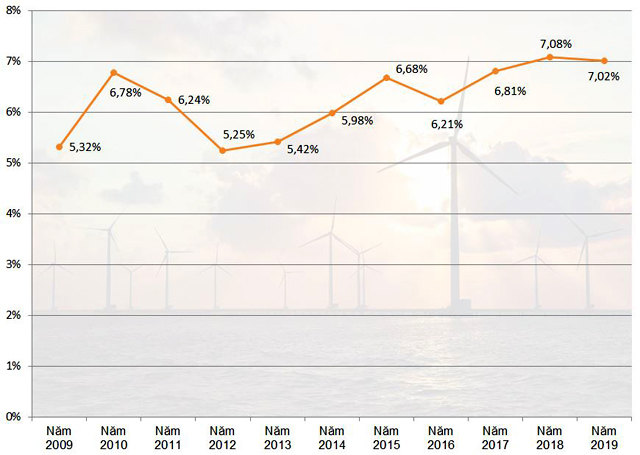 8%
7%
6%
5%
4%
3%
2%
1%
0%
5,32%
6,78%
6,24%
5,25%
5,42%
5,98%
6,68%
6,21%
6,81%
7,08%
7,02%
Năm 2009
Năm 2010
Năm 2011
Năm 2012
Năm 2013
Năm 2014
Năm 2015
Năm 2016
Năm 2017
Năm 2018
Năm 2019